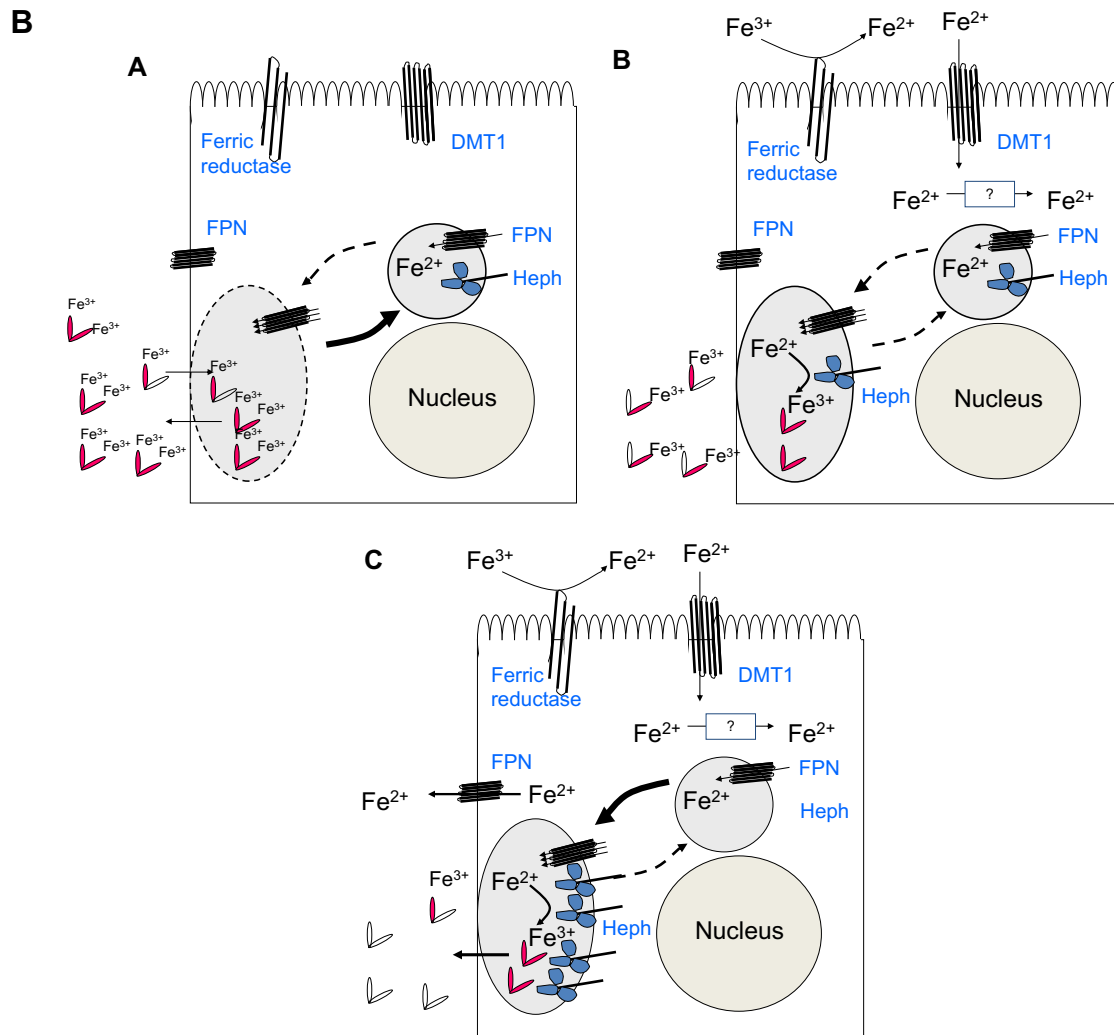 B
A
Ferric
reductase
DMT1
FPN
FPN
Fe²⁺
Heph
Fe³⁺
Fe³⁺
Fe³⁺
Fe³⁺
Fe³⁺
Fe³⁺
Fe³⁺
Fe³⁺
Fe³⁺
Fe³⁺
Fe³⁺
Fe³⁺
Fe³⁺
Fe³⁺
Nucleus
B
Fe³⁺
Fe²⁺
Fe²⁺
Ferric
reductase
DMT1
Fe²⁺
?
Fe²⁺
FPN
FPN
Fe²⁺
Heph
Fe²⁺
Fe³⁺
Heph
Fe³⁺
Fe³⁺
Fe³⁺
Fe³⁺
Nucleus
C
Fe³⁺
Fe²⁺
Fe²⁺
Ferric
reductase
DMT1
Fe²⁺
?
Fe²⁺
FPN
Fe²⁺
Fe²⁺
FPN
Fe²⁺
Heph
Fe³⁺
Fe²⁺
Fe³⁺
Heph
Nucleus